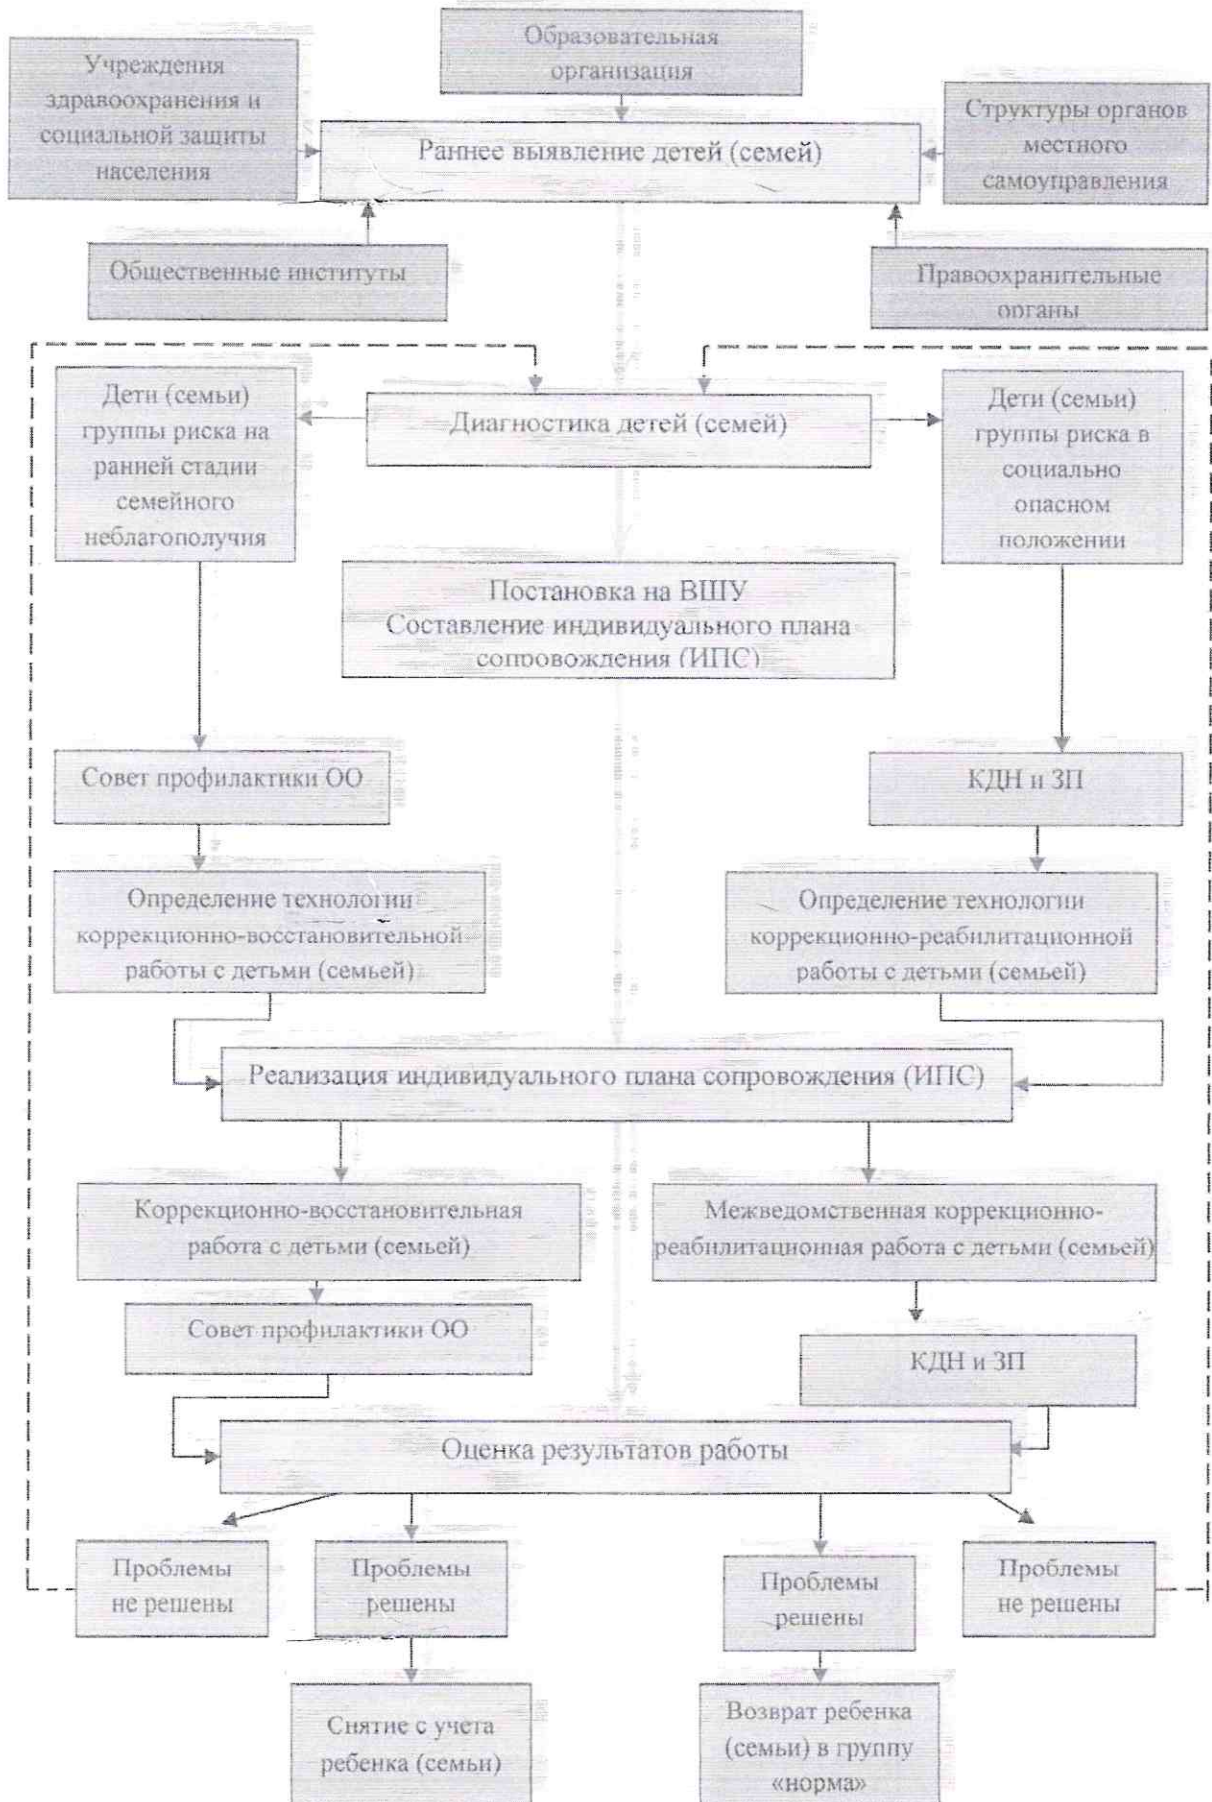 Образовательная
организация
Учреждения
здравоохранения и
социальной защиты
населения
Раннее выявление детей (семей)
Структуры органов
местного
самоуправления
Общественные институты
Правоохранительные
органы
Дети (семьи)
группы риска на
ранней стадии
семейного
неблагополучия
Диагностика детей (семей)
Дети (семьи)
группы риска в
социально
опасном
положении
Постановка на ВШУ
Составление индивидуального плана
сопровождения (ИПС)
Совет профилактики ОО
КДН и ЗП
Определение технологии
коррекционно-восстановительной
работы с детьми (семьей)
Определение технологии
коррекционно-реабилитационной
работы с детьми (семьей)
Реализация индивидуального плана сопровождения (ИПС)
Коррекционно-восстановительная
работа с детьми (семьей)
Межведомственная коррекционно-
реабилитационная работа с детьми (семьей)
Совет профилактики ОО
КДН и ЗП
Оценка результатов работы
Проблемы
не решены
Проблемы
решены
Проблемы
решены
Проблемы
не решены
Снятие с учета
ребенка (семьи)
Возврат ребенка
(семьи) в группу
«норма»